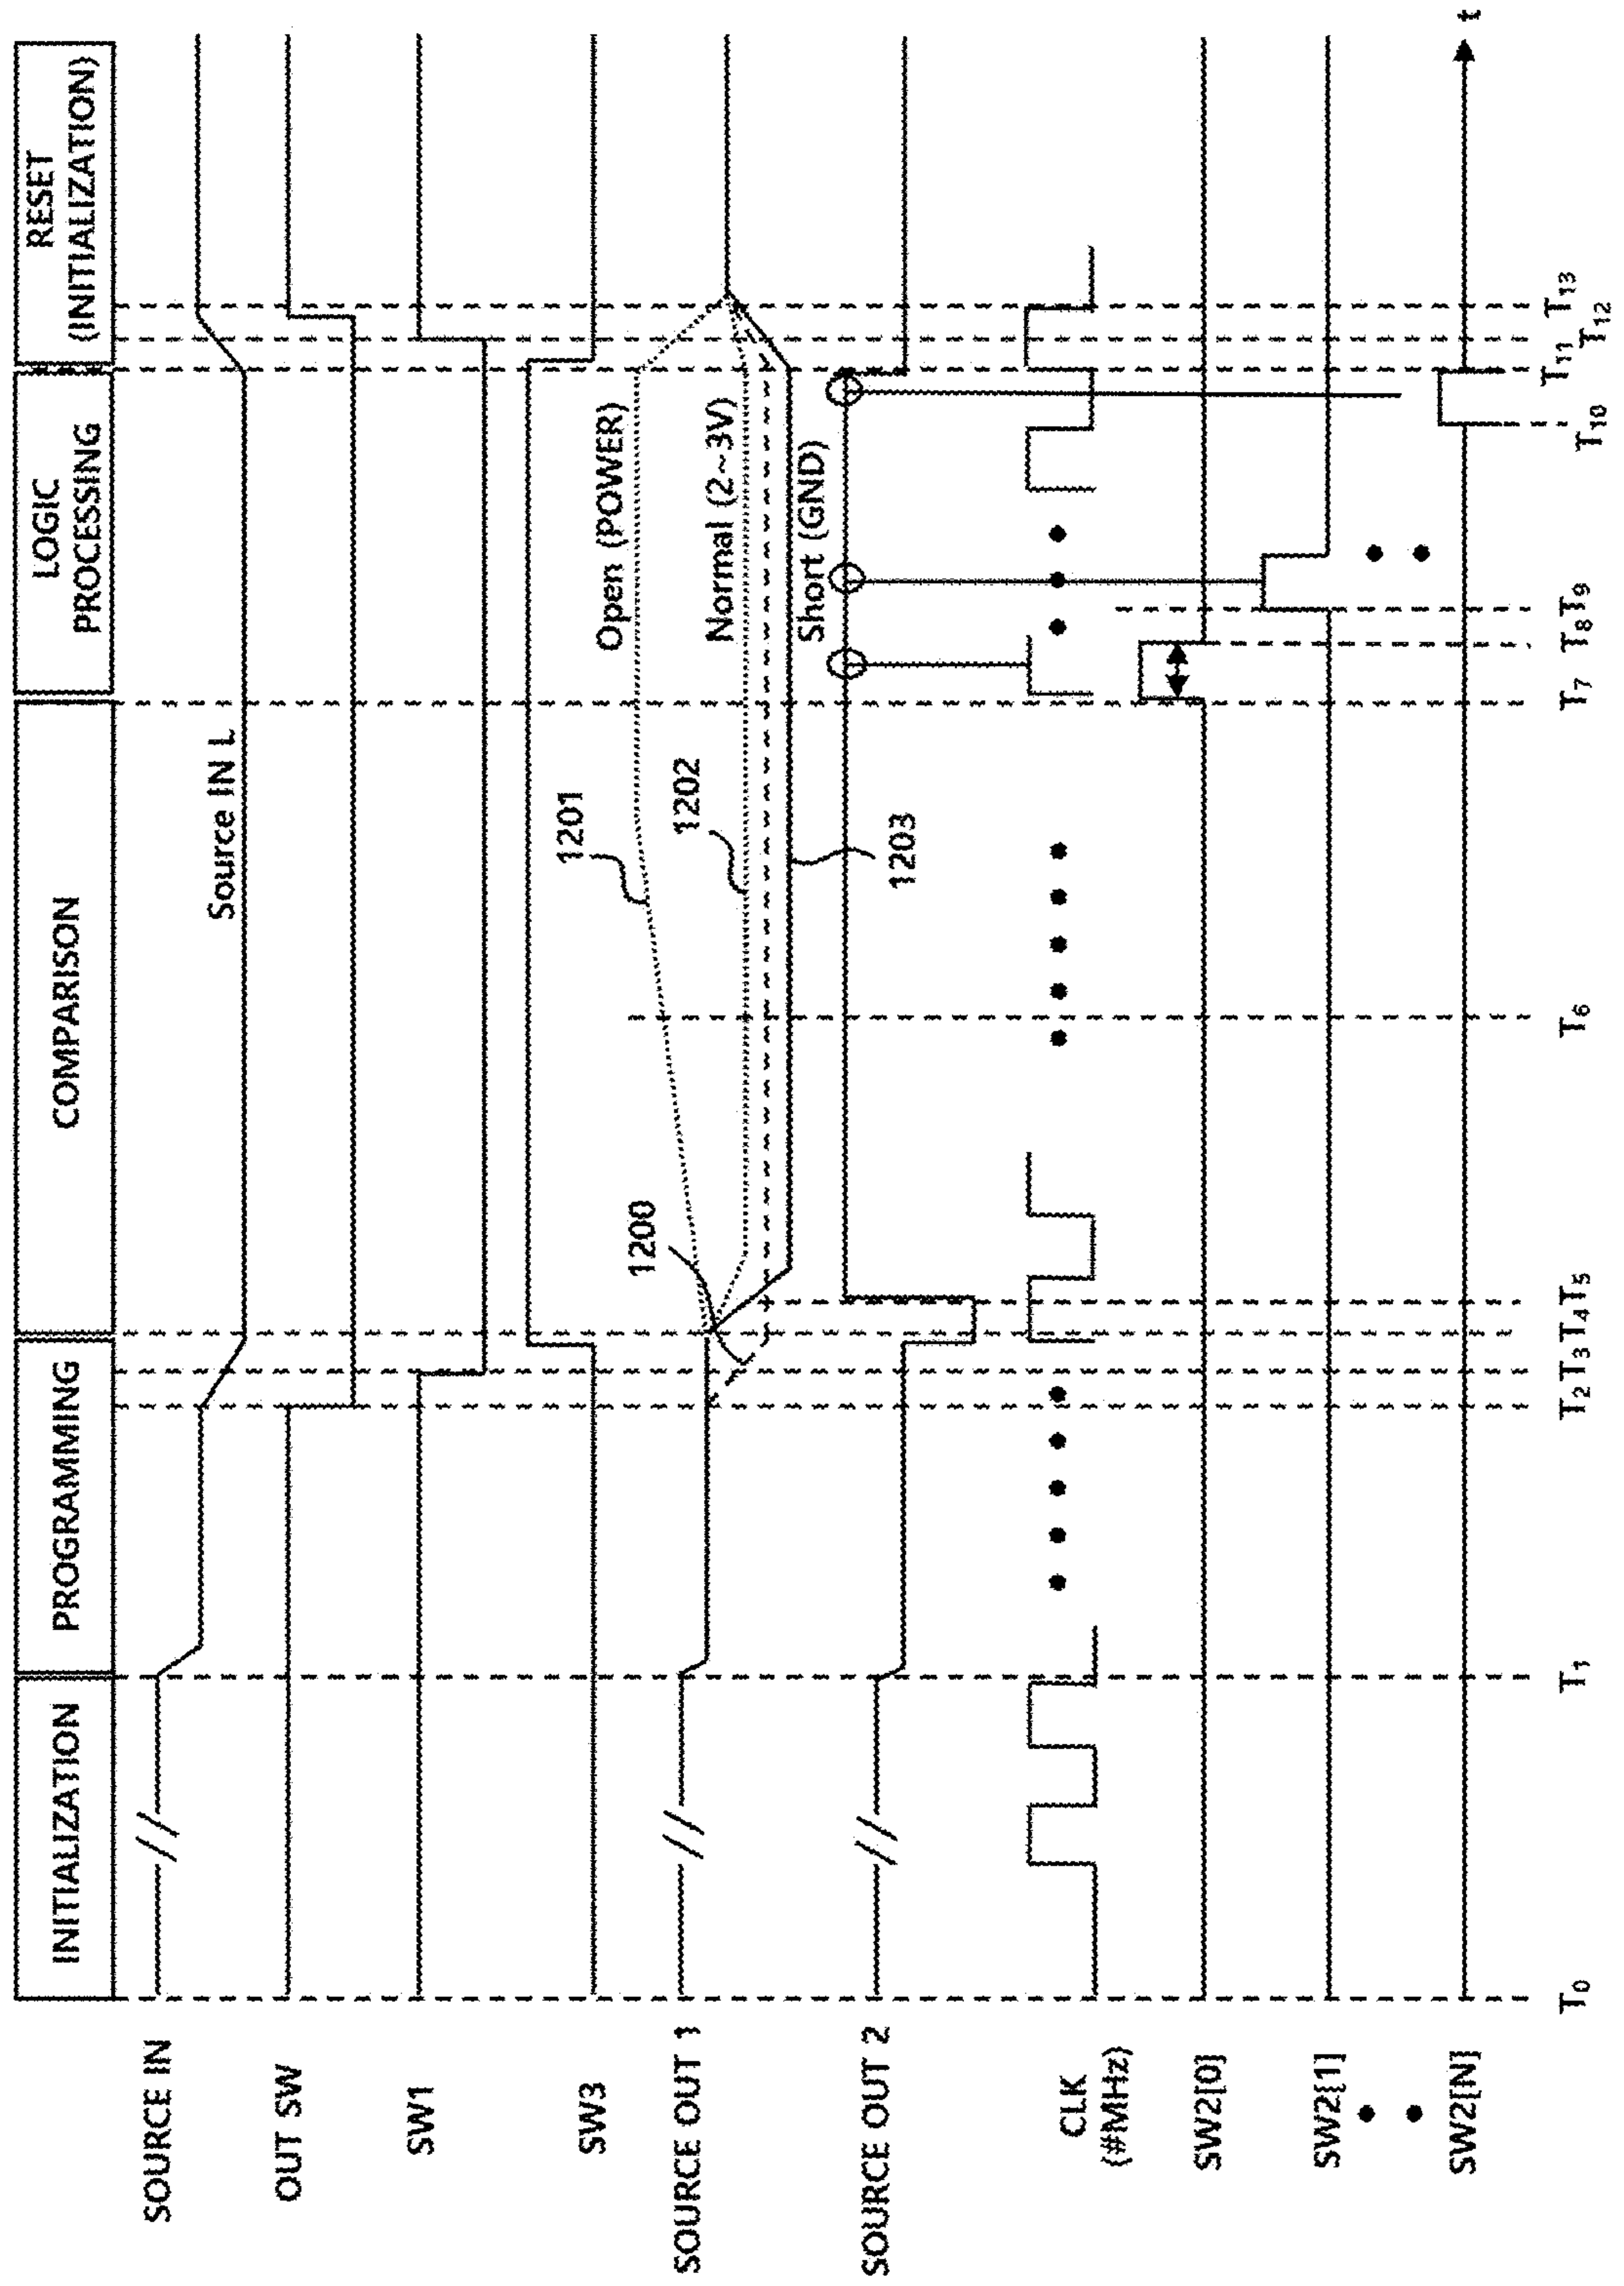 INITIALIZATION
PROGRAMMING
COMPARISON
LOGIC
PROCESSING
RESET
(INITIALIZATION)
SOURCE IN
Source IN L
OUT SW
SW1
SW3
SOURCE OUT 1
1200
1201
1202
1203
Open (POWER)
Normal (2~3V)
Short (GND)
SOURCE OUT 2
CLK
(#MHz)
SW2[0]
SW2[1]
SW2[N]
t
T0
T1
T2
T3
T4
T5
T6
T7
T8
T9
T10
T11
T12
T13